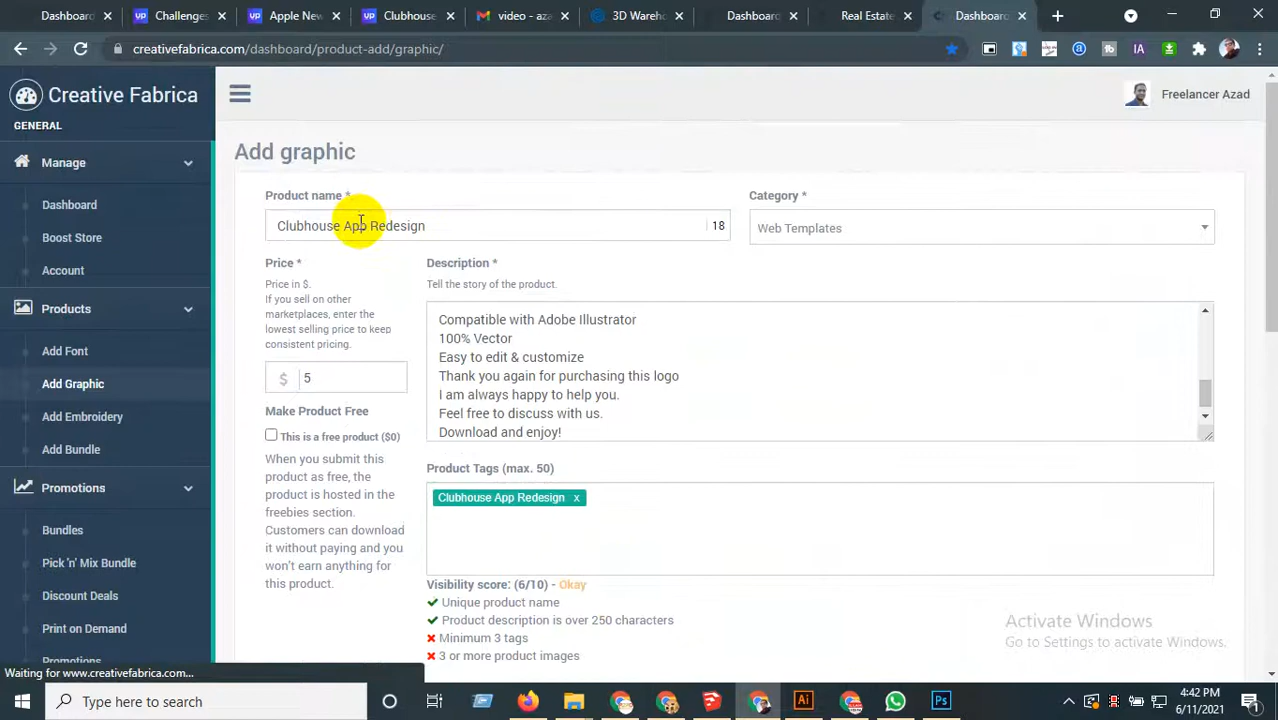 Dashboard
Challenges
Apple New
Clubhouse
video - aza
3D Wareho
Dashboard
Real Estate
Dashboard
creativefabrica.com/dashboard/product-add/graphic/
Creative Fabrica
Freelancer Azad
GENERAL
Manage
Dashboard
Boost Store
Account
Products
Add Font
Add Graphic
Add Embroidery
Add Bundle
Promotions
Bundles
Pick 'n' Mix Bundle
Discount Deals
Print on Demand
Promotions
Add graphic
Product name *
Clubhouse App Redesign
18
Category *
Web Templates
Price *
Price in $.
If you sell on other
marketplaces, enter the
lowest selling price to keep
consistent pricing.
$ 5
Make Product Free
This is a free product ($0)
When you submit this
product as free, the
product is hosted in the
freebies section.
Customers can download
it without paying and you
won't earn anything for
this product.
Description *
Tell the story of the product.
Compatible with Adobe Illustrator
100% Vector
Easy to edit & customize
Thank you again for purchasing this logo
I am always happy to help you.
Feel free to discuss with us.
Download and enjoy!
Product Tags (max. 50)
Clubhouse App Redesign x
Visibility score: (6/10) - Okay
Unique product name
Product description is over 250 characters
Minimum 3 tags
3 or more product images
Activate Windows
Go to Settings to activate Windows.
Waiting for www.creativefabrica.com...
Type here to search
4:42 PM
6/11/2021